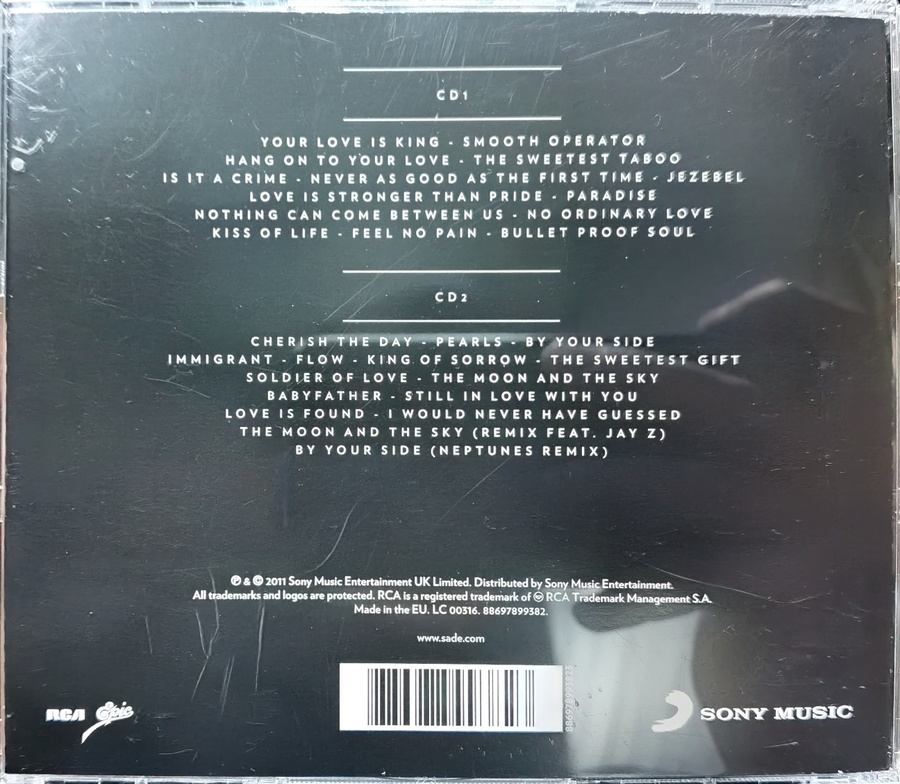 CD1
YOUR LOVE IS KING - SMOOTH OPERATOR
HANG ON TO YOUR LOVE - THE SWEETEST TABOO
IS IT A CRIME - NEVER AS GOOD AS THE FIRST TIME - JEZEBEL
LOVE IS STRONGER THAN PRIDE - PARADISE
NOTHING CAN COME BETWEEN US - NO ORDINARY LOVE
KISS OF LIFE - FEEL NO PAIN - BULLET PROOF SOUL
CD2
CHERISH THE DAY - PEARLS - BY YOUR SIDE
IMMIGRANT - FLOW - KING OF SORROW - THE SWEETEST GIFT
SOLDIER OF LOVE - THE MOON AND THE SKY
BABYFATHER - STILL IN LOVE WITH YOU
LOVE IS FOUND - I WOULD NEVER HAVE GUESSED
THE MOON AND THE SKY (REMIX FEAT. JAY Z)
BY YOUR SIDE (NEPTUNES REMIX)
℗ & © 2011 Sony Music Entertainment UK Limited. Distributed by Sony Music Entertainment.
All trademarks and logos are protected. RCA is a registered trademark of RCA Trademark Management S.A.
Made in the EU. LC 00316. 88697899382.
www.sade.com
RCA Epic
SONY MUSIC